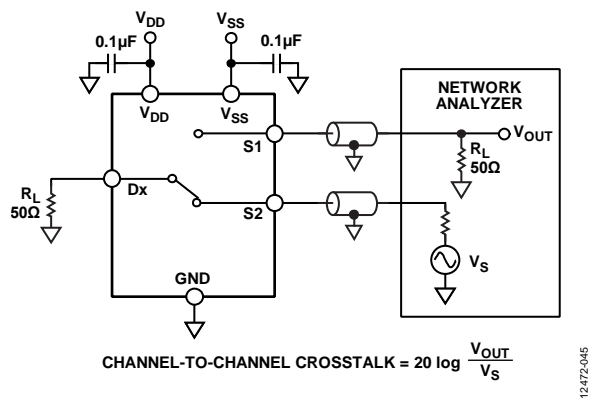 VDD
VSS
0.1µF
0.1µF
VDD
VSS
NETWORK
ANALYZER
S1
VOUT
RL
50Ω
Dx
RL
50Ω
S2
VS
GND
CHANNEL-TO-CHANNEL CROSSTALK = 20 log VOUT
VS
12472-045